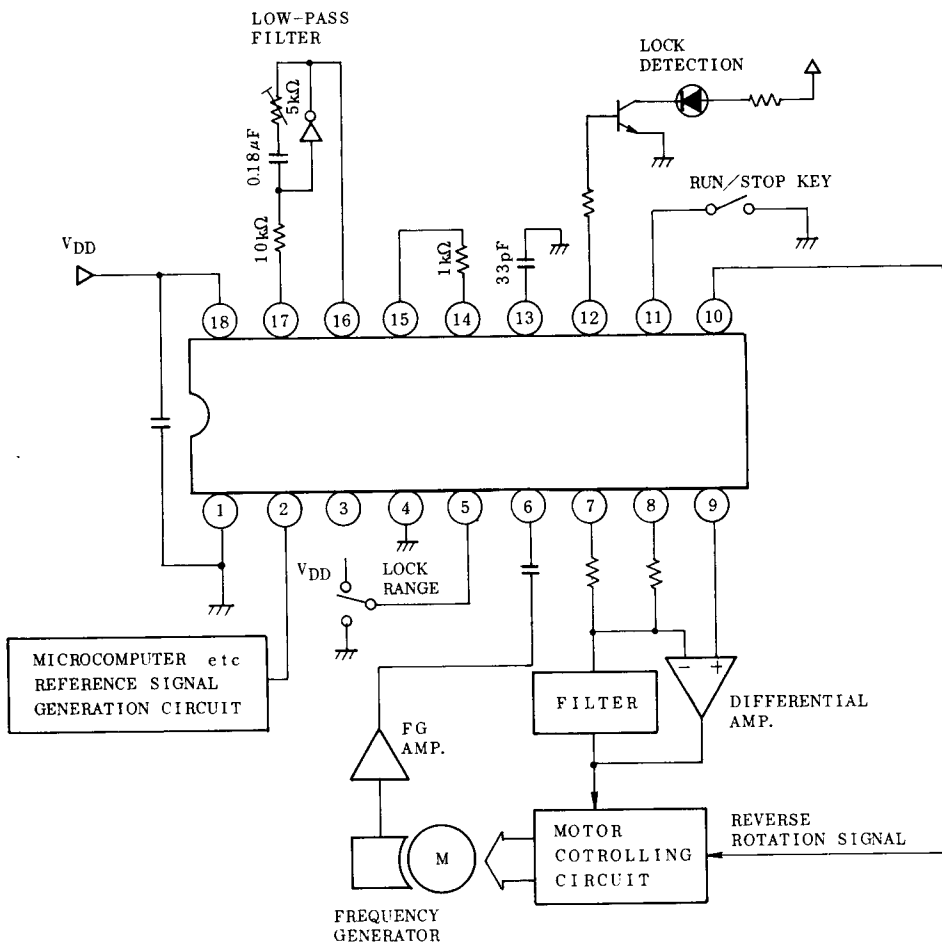 LOW-PASS
FILTER
5kΩ
0.18μF
10kΩ
LOCK
DETECTION
RUN/STOP KEY
VDD
1kΩ
33pF
18
17
16
15
14
13
12
11
10
1
2
3
4
5
6
7
8
9
VDD
LOCK
RANGE
MICROCOMPUTER etc
REFERENCE SIGNAL
GENERATION CIRCUIT
FG
AMP.
FILTER
- +
DIFFERENTIAL
AMP.
M
MOTOR
COTROLLING
CIRCUIT
REVERSE
ROTATION SIGNAL
FREQUENCY
GENERATOR